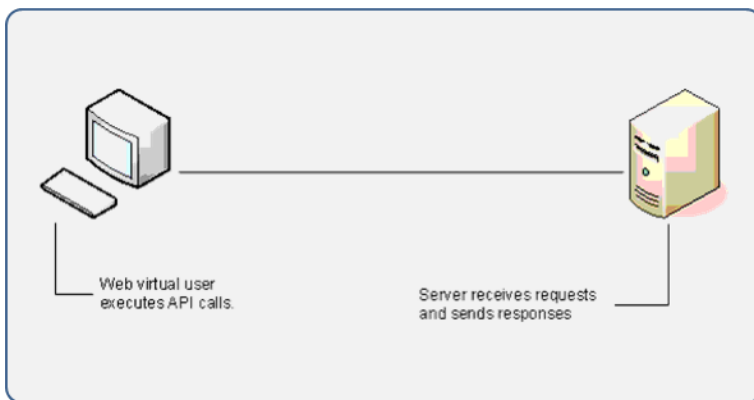 Web virtual user
executes API calls.
Server receives requests
and sends responses